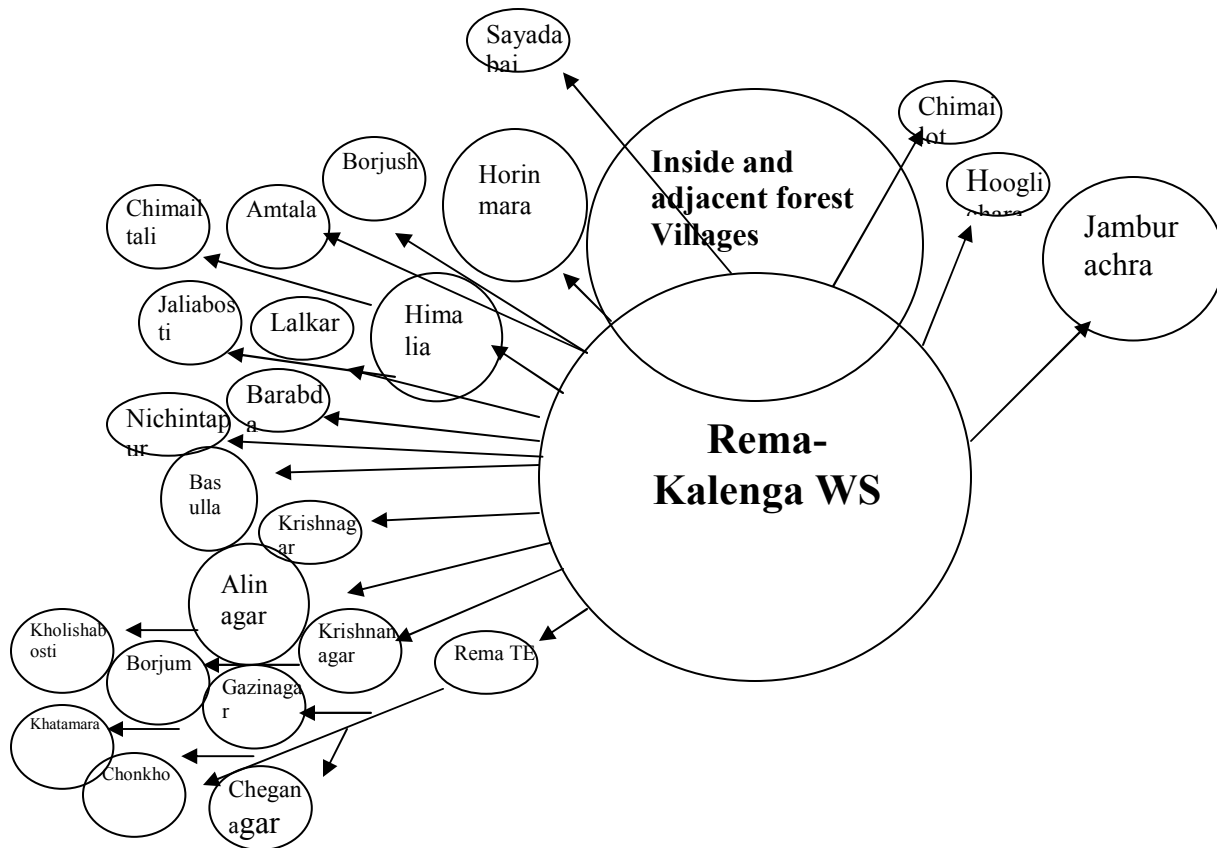 Sayada
bai
Chimai
lot
Inside and
adjacent forest
Villages
Borjush
Horin
mara
Hoogli
chara
Chimail
tali
Amtala
Jambur
achra
Jaliabos
ti
Lalkar
Hima
lia
Barabd
a
Nichintap
ur
Rema-
Kalenga WS
Bas
ulla
Krishnag
ar
Alin
agar
Kholishab
osti
Krishnan
agar
Borjum
Rema TE
Gazinaga
r
Khatamara
Chonkho
Chegan
agar